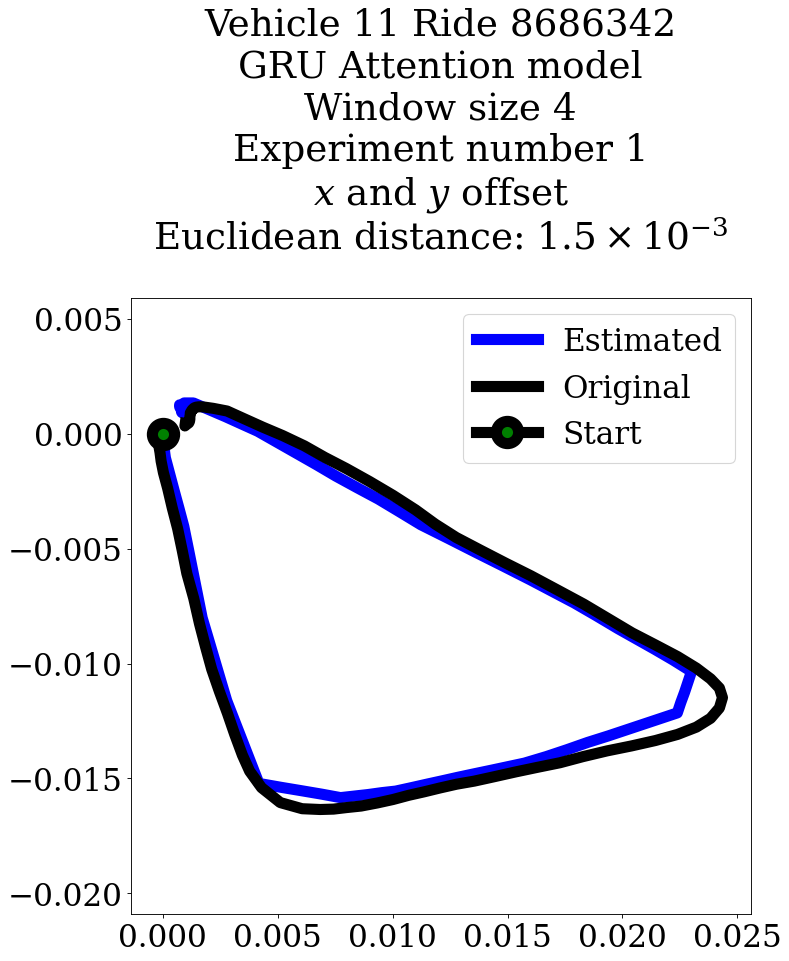 Vehicle 11 Ride 8686342
GRU Attention model
Window size 4
Experiment number 1
x and y offset
Euclidean distance: 1.5 × 10⁻³
Estimated
Original
Start
0.005
0.000
−0.005
−0.010
−0.015
−0.020
0.000 0.005 0.010 0.015 0.020 0.025